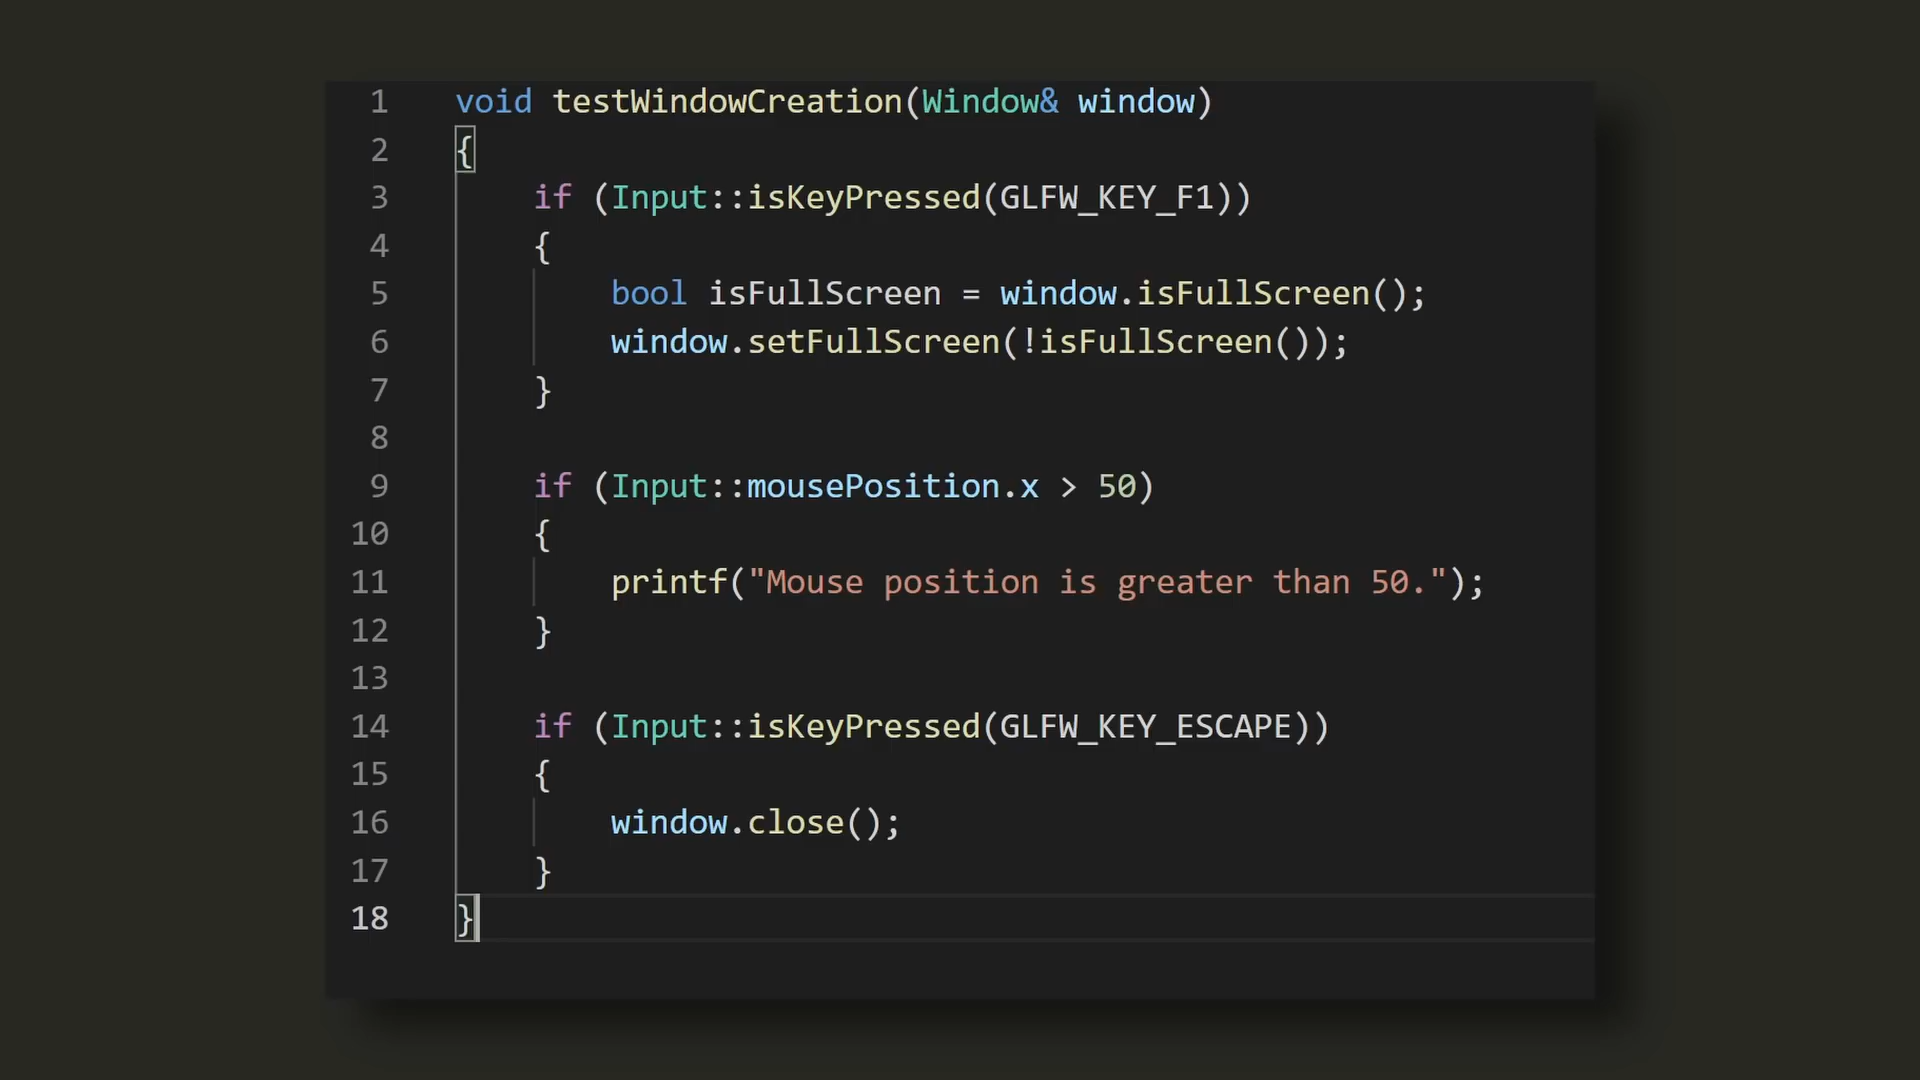 1 void testWindowCreation(Window& window)
2 {
3 if (Input::isKeyPressed(GLFW_KEY_F1))
4 {
5 bool isFullScreen = window.isFullScreen();
6 window.setFullScreen(!isFullScreen());
7 }
8
9 if (Input::mousePosition.x > 50)
10 {
11 printf("Mouse position is greater than 50.");
12 }
13
14 if (Input::isKeyPressed(GLFW_KEY_ESCAPE))
15 {
16 window.close();
17 }
18 }